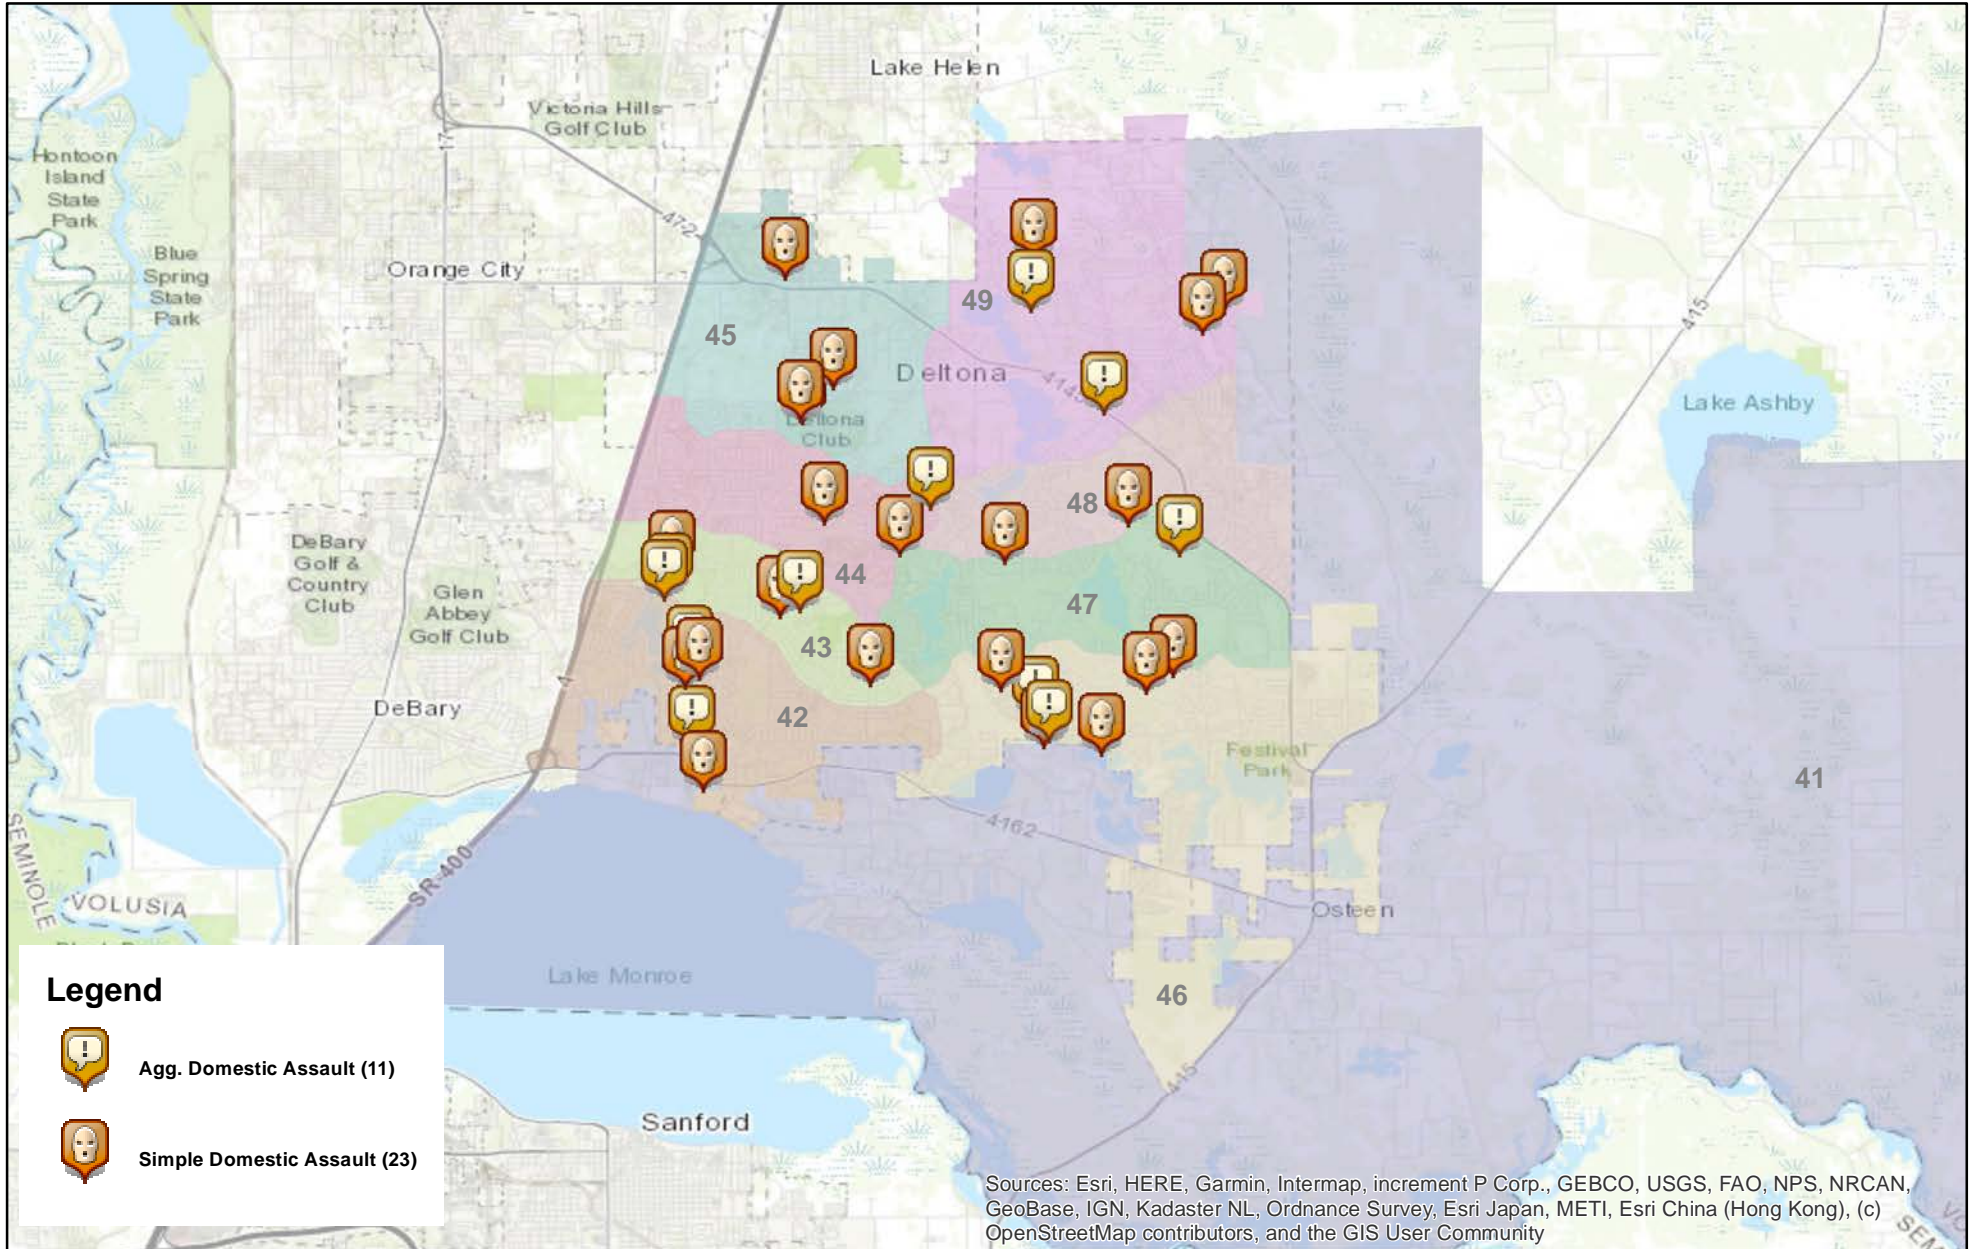 Lake Helen
Victoria Hills
Golf Club
Hontoon
Island
State
Park
17
472
Blue
Spring
State
Park
Orange City
49
45
415
Deltona
414
Lake Ashby
Deltona
Club
48
DeBary
Golf &
Country
Club
Glen
Abbey
Golf Club
44
47
43
4
DeBary
42
Festival
Park
41
4162
SR 400
SEMINOLE
VOLUSIA
Osteen
Lake Monroe
46
415
Legend
Agg. Domestic Assault (11)
Simple Domestic Assault (23)
Sanford
Sources: Esri, HERE, Garmin, Intermap, increment P Corp., GEBCO, USGS, FAO, NPS, NRCAN,
GeoBase, IGN, Kadaster NL, Ordnance Survey, Esri Japan, METI, Esri China (Hong Kong), (c)
OpenStreetMap contributors, and the GIS User Community